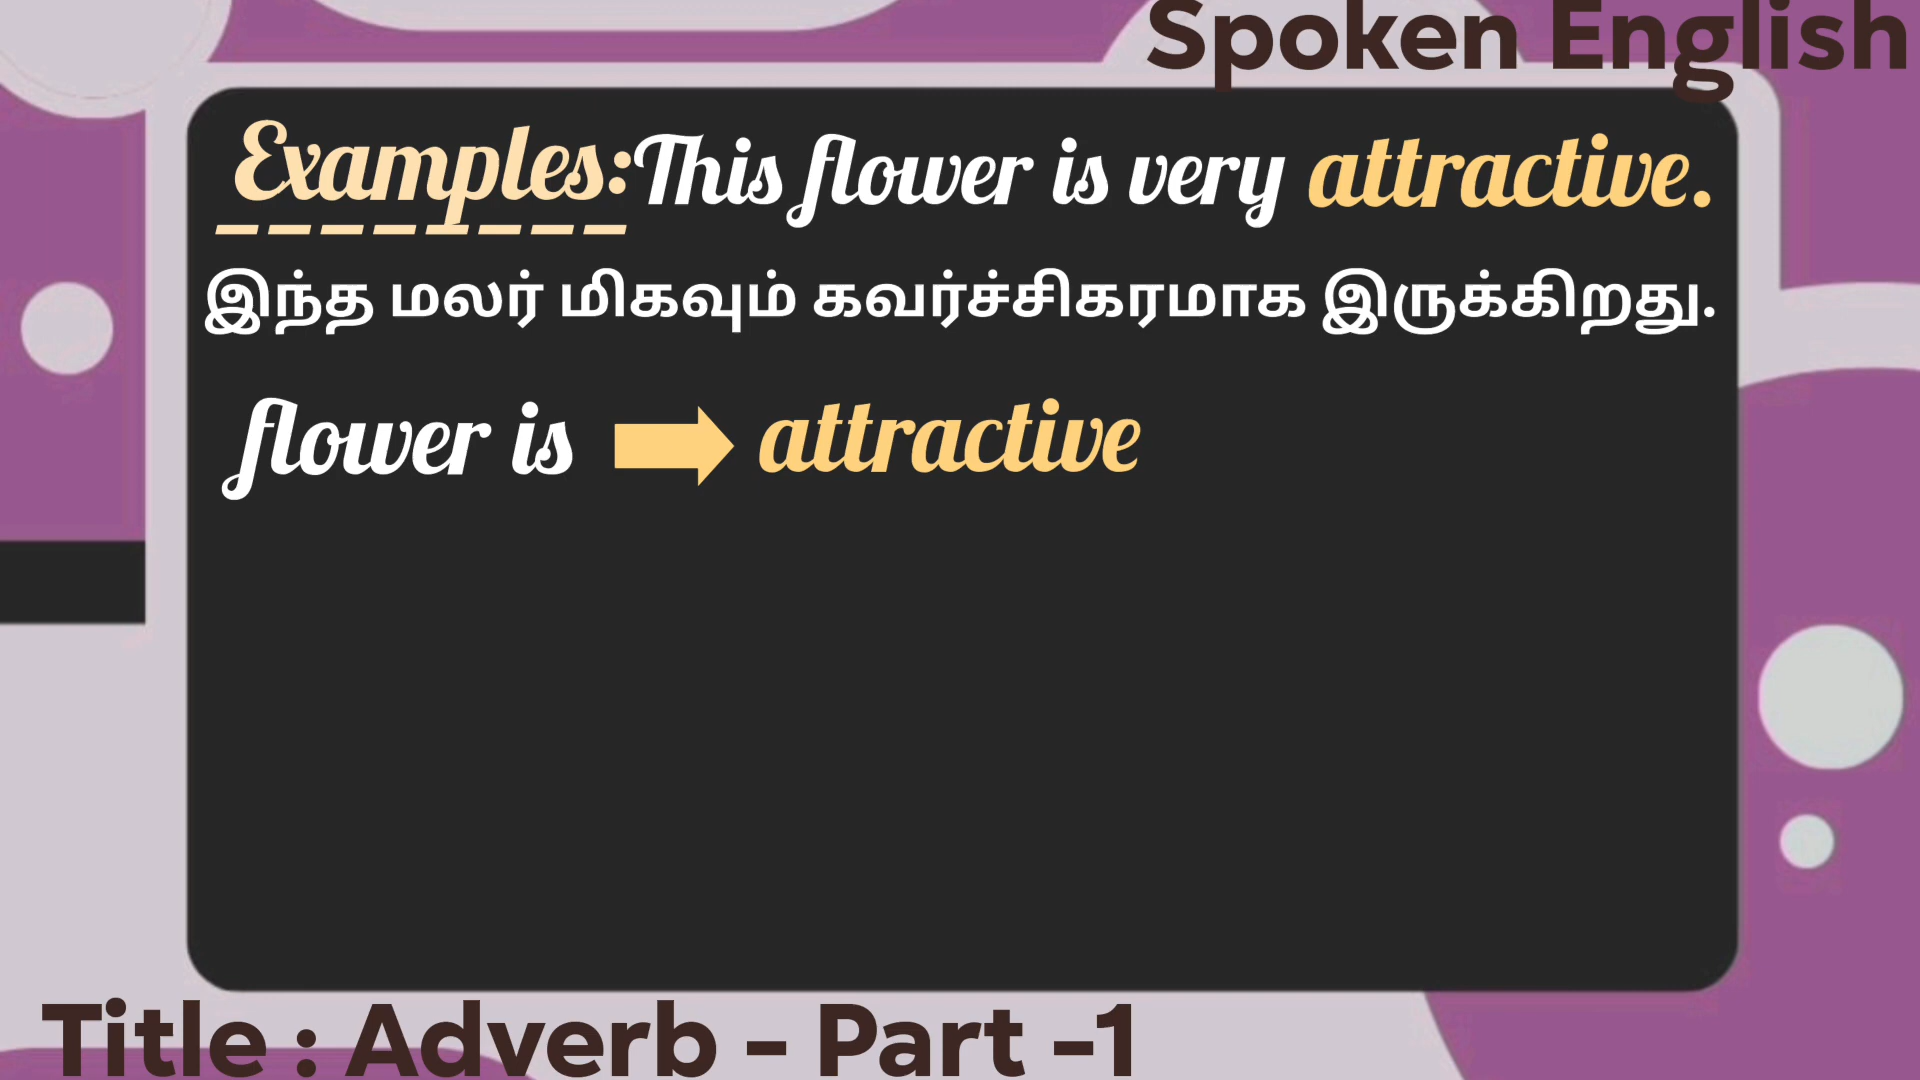 Spoken English
Examples:This flower is very attractive.
இந்த மலர் மிகவும் கவர்ச்சிகரமாக இருக்கிறது.
flower is attractive
Title : Adverb - Part -1